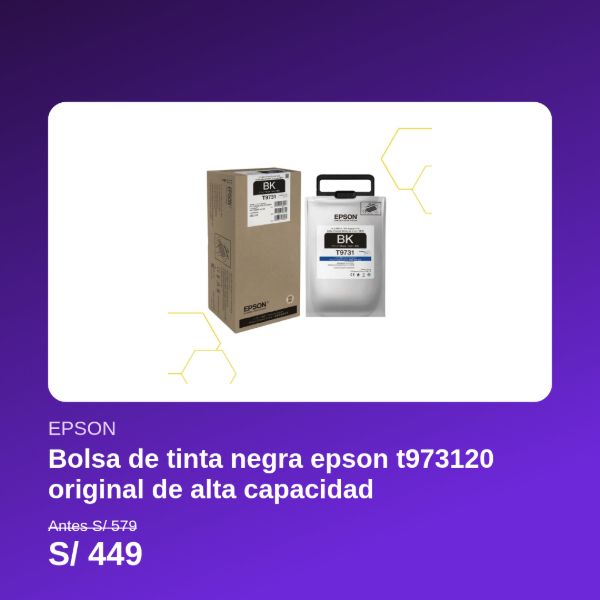 BK
T9731
EPSON
EPSON
BK
T9731
EPSON
EPSON
Bolsa de tinta negra epson t973120
original de alta capacidad
Antes S/ 579
S/ 449